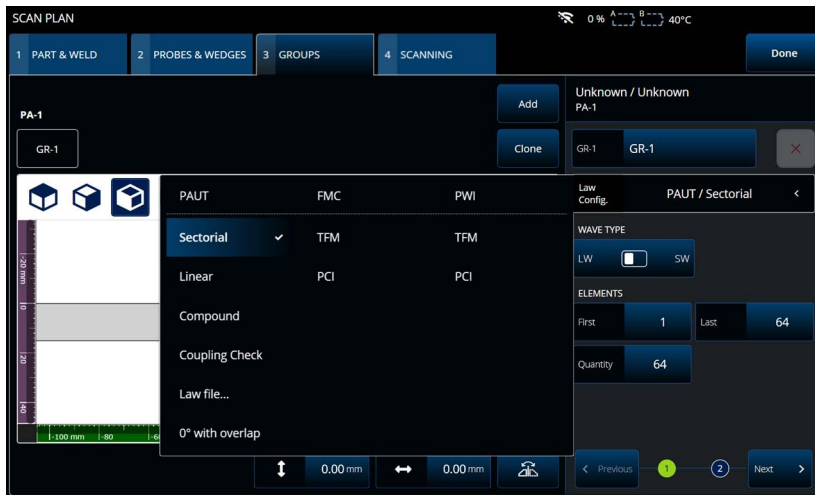 SCAN PLAN
0 % A B 40°C
1 PART & WELD 2 PROBES & WEDGES 3 GROUPS 4 SCANNING Done
PA-1
Add
Unknown / Unknown
PA-1
GR-1 Clone GR-1 GR-1
PAUT FMC PWI
Law Config. PAUT / Sectorial
Sectorial TFM TFM
WAVE TYPE
LW SW
Linear PCI PCI
ELEMENTS
Compound
First 1 Last 64
Coupling Check
Quantity 64
Law file...
0° with overlap
-20 mm 0 20 40
-100 mm -80 -6
0.00 mm 0.00 mm
Previous 1 2 Next